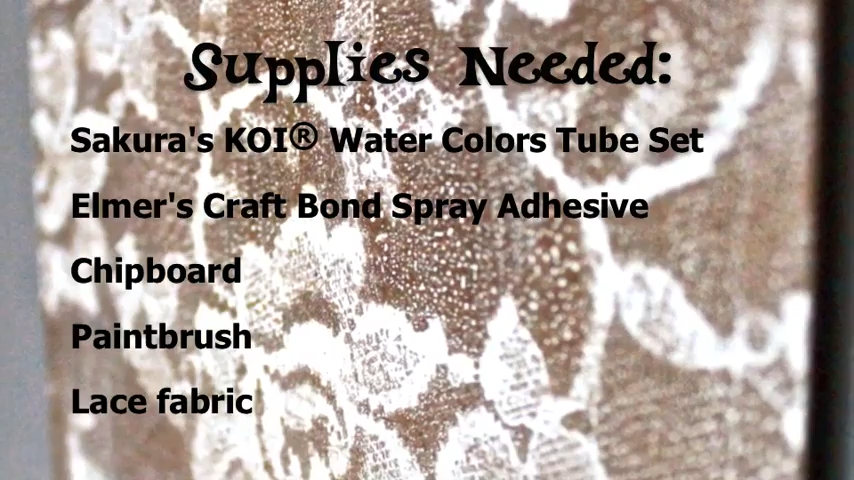 Supplies Needed:
Sakura's KOI® Water Colors Tube Set
Elmer's Craft Bond Spray Adhesive
Chipboard
Paintbrush
Lace fabric